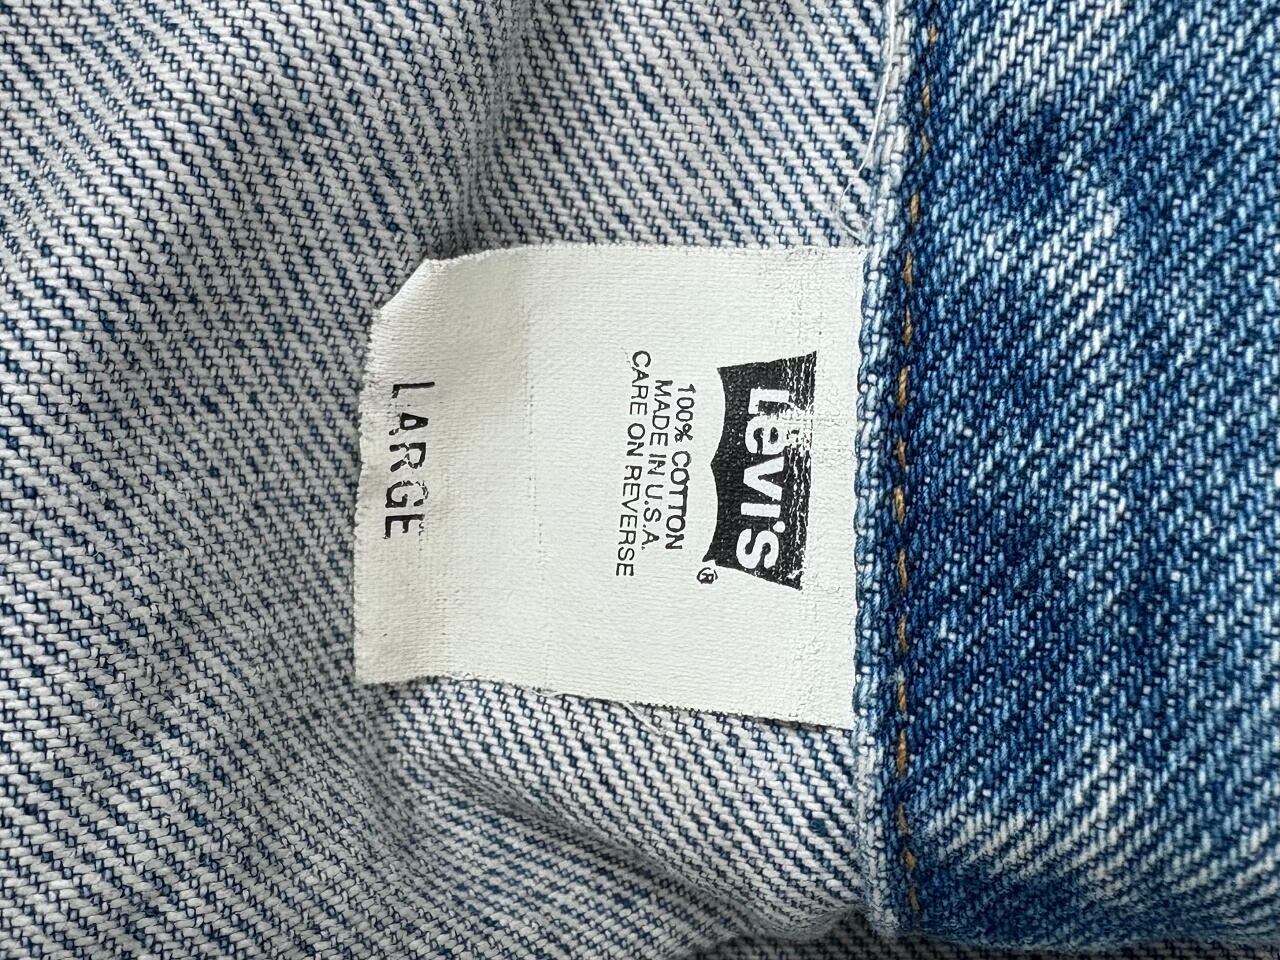 Levi's®
100% COTTON
MADE IN U.S.A.
CARE ON REVERSE
LARGE